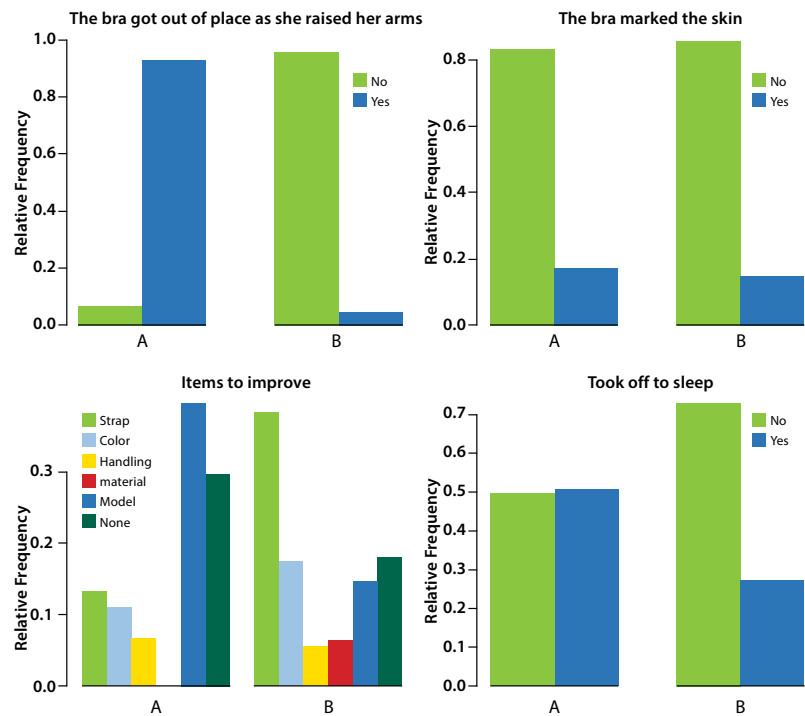 The bra got out of place as she raised her arms
1.0
0.8
0.6
0.4
0.2
0.0
Relative Frequency
No
Yes
A
B
The bra marked the skin
0.8
0.6
0.4
0.2
0.0
Relative Frequency
No
Yes
A
B
Items to improve
0.3
0.2
0.1
0.0
Relative Frequency
Strap
Color
Handling
material
Model
None
A
B
Took off to sleep
0.7
0.6
0.5
0.4
0.3
0.2
0.1
0.0
Relative Frequency
No
Yes
A
B